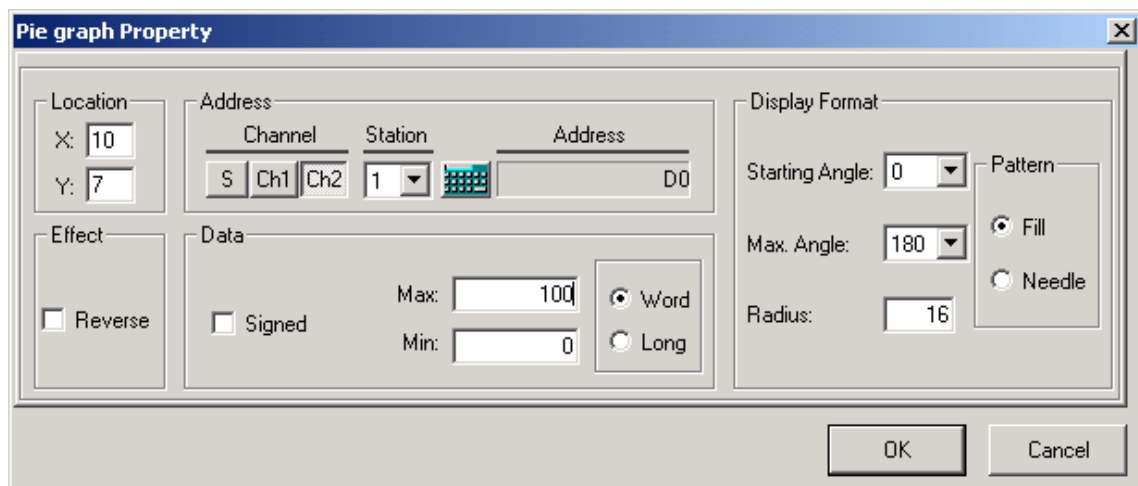 Pie graph Property
Location
X: 10
Y: 7
Address
Channel Station Address
S Ch1 Ch2 1 D0
Effect
Reverse
Data
Signed
Max: 100
Min: 0
Word
Long
Display Format
Starting Angle: 0
Max. Angle: 180
Radius: 16
Pattern
Fill
Needle
OK Cancel